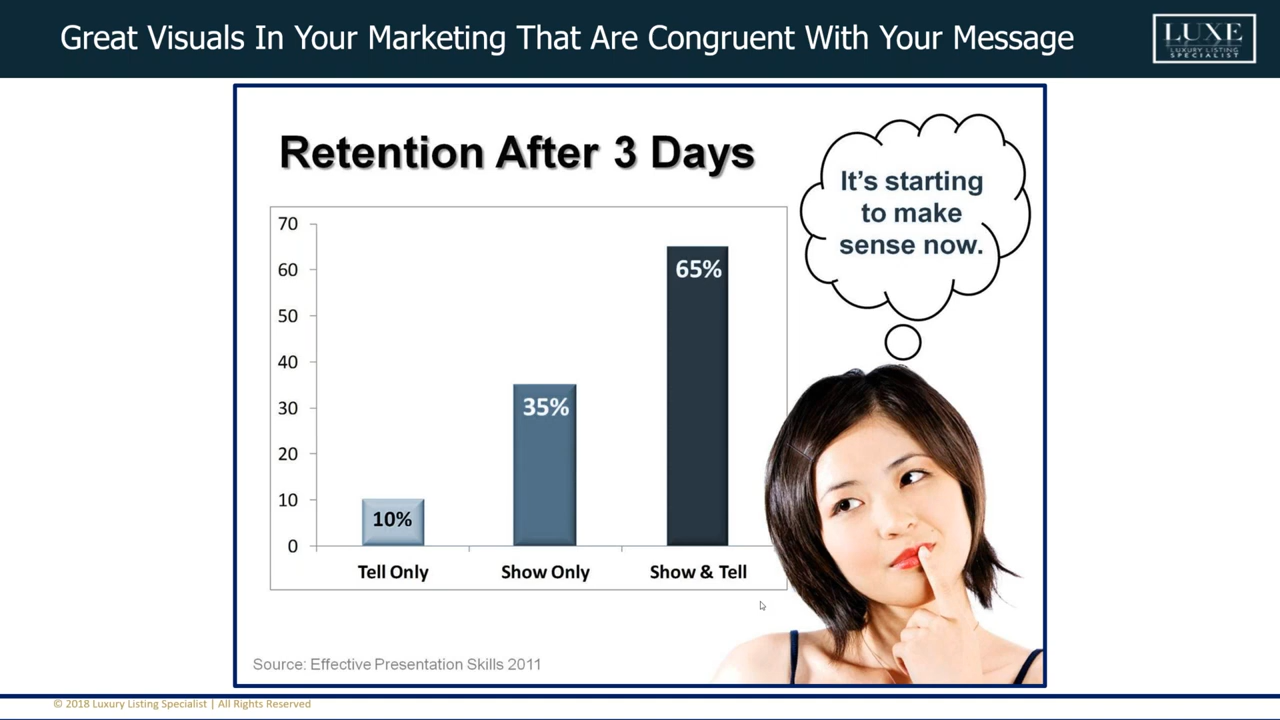 Great Visuals In Your Marketing That Are Congruent With Your Message
LUXE
LUXURY LISTING
SPECIALIST
Retention After 3 Days
It's starting
to make
sense now.
70
60
50
40
30
20
10
0
65%
35%
10%
Tell Only Show Only Show & Tell
Source: Effective Presentation Skills 2011
© 2018 Luxury Listing Specialist | All Rights Reserved